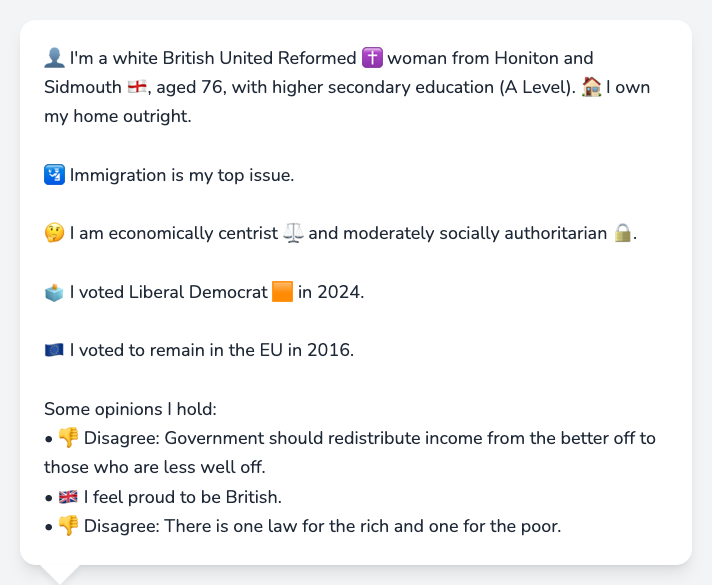 👤 I'm a white British United Reformed ✝️ woman from Honiton and
Sidmouth 🏴󠁧󠁢󠁥󠁮󠁧󠁿, aged 76, with higher secondary education (A Level). 🏠 I own
my home outright.
🛂 Immigration is my top issue.
🤔 I am economically centrist ⚖️ and moderately socially authoritarian 🔒.
🗳️ I voted Liberal Democrat 🟧 in 2024.
🇪🇺 I voted to remain in the EU in 2016.
Some opinions I hold:
• 👎 Disagree: Government should redistribute income from the better off to
those who are less well off.
• 🇬🇧 I feel proud to be British.
• 👎 Disagree: There is one law for the rich and one for the poor.